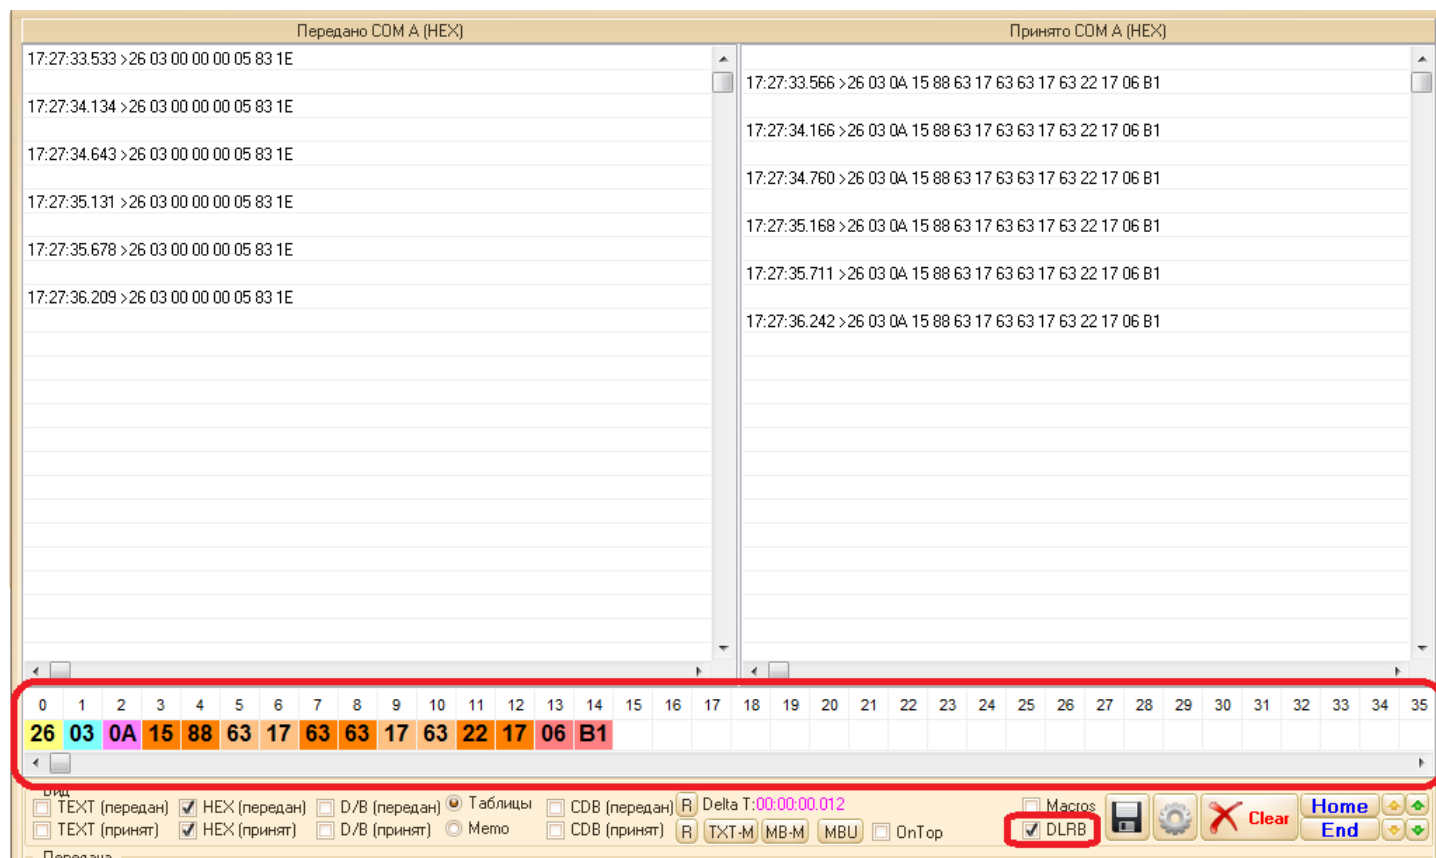 Передано COM A (HEX)
Принято COM A (HEX)
17:27:33.533 >26 03 00 00 00 05 83 1E
17:27:33.566 >26 03 0A 15 88 63 17 63 63 17 63 22 17 06 B1
17:27:34.134 >26 03 00 00 00 05 83 1E
17:27:34.166 >26 03 0A 15 88 63 17 63 63 17 63 22 17 06 B1
17:27:34.643 >26 03 00 00 00 05 83 1E
17:27:34.760 >26 03 0A 15 88 63 17 63 63 17 63 22 17 06 B1
17:27:35.131 >26 03 00 00 00 05 83 1E
17:27:35.168 >26 03 0A 15 88 63 17 63 63 17 63 22 17 06 B1
17:27:35.678 >26 03 00 00 00 05 83 1E
17:27:35.711 >26 03 0A 15 88 63 17 63 63 17 63 22 17 06 B1
17:27:36.209 >26 03 00 00 00 05 83 1E
17:27:36.242 >26 03 0A 15 88 63 17 63 63 17 63 22 17 06 B1
0 1 2 3 4 5 6 7 8 9 10 11 12 13 14 15 16 17 18 19 20 21 22 23 24 25 26 27 28 29 30 31 32 33 34 35
26 03 0A 15 88 63 17 63 63 17 63 22 17 06 B1
Вид
TEXT (передан) HEX (передан) D/B (передан) Таблицы CDB (передан) R Delta T:00:00:00.012 Macros Clear Home
TEXT (принят) HEX (принят) D/B (принят) Memo CDB (принят) R TXT-M MB-M MBU OnTop DLRB End
Передача